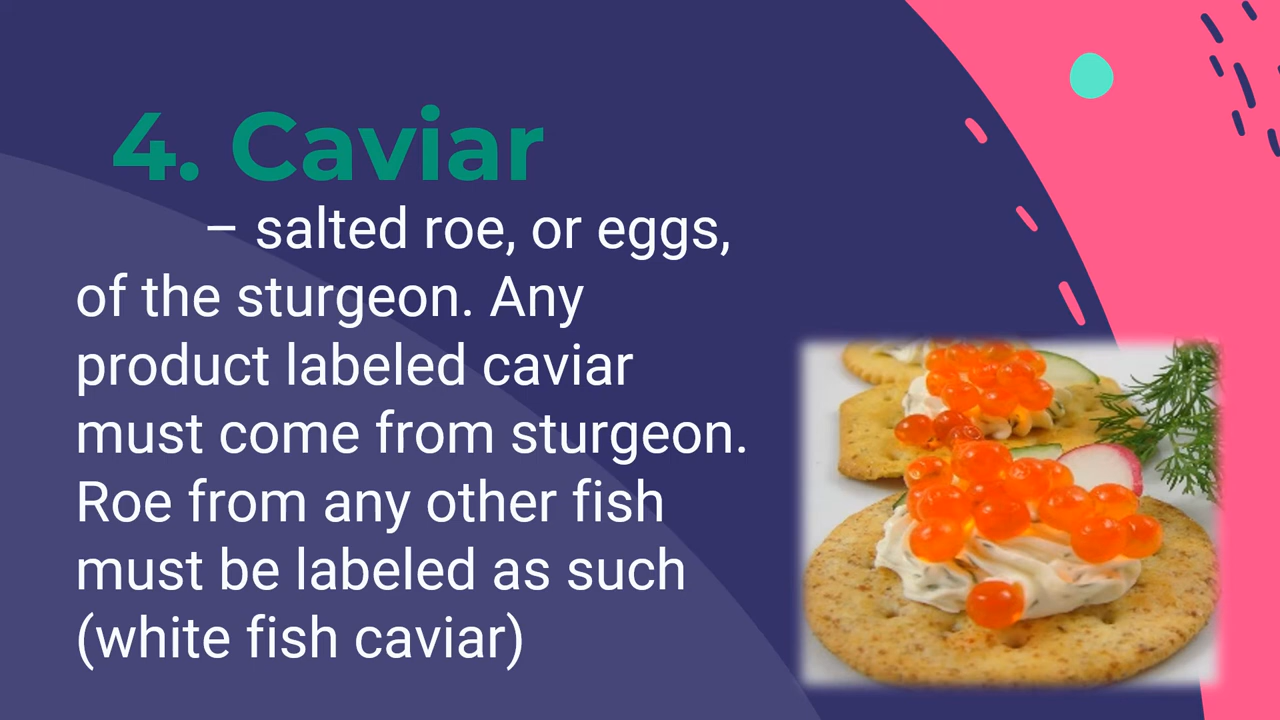 4. Caviar
– salted roe, or eggs,
of the sturgeon. Any
product labeled caviar
must come from sturgeon.
Roe from any other fish
must be labeled as such
(white fish caviar)